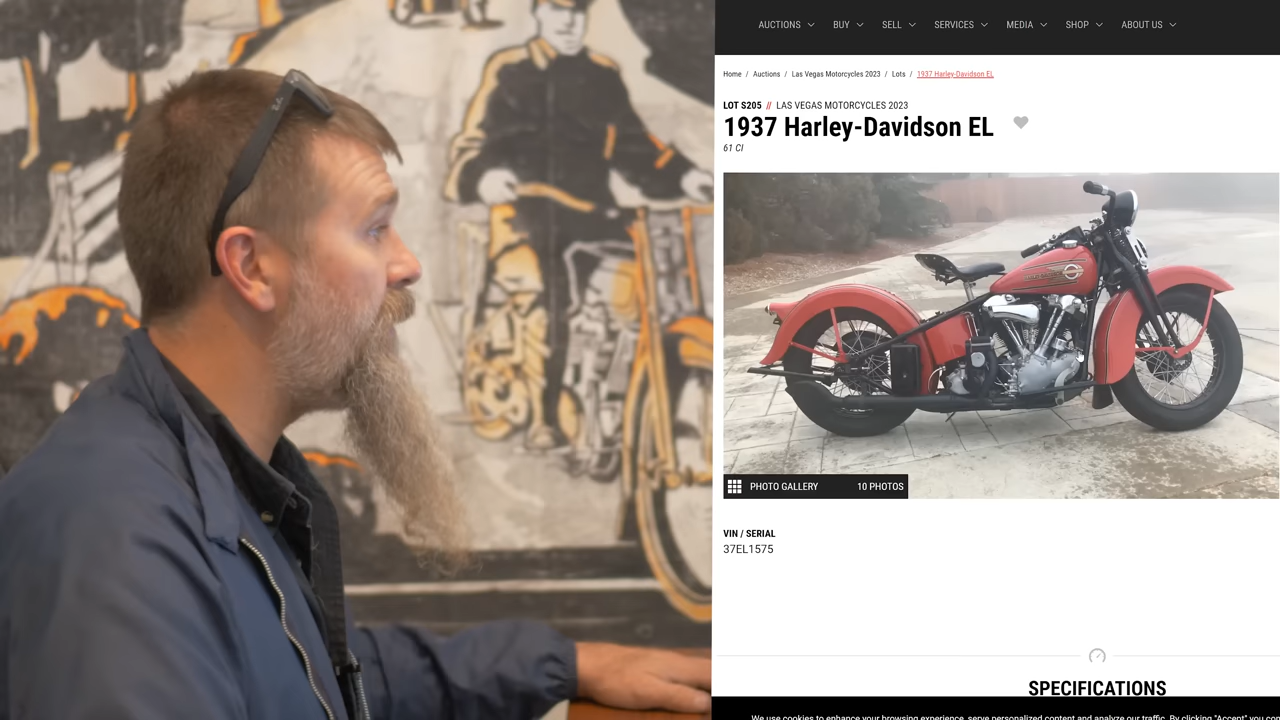 AUCTIONS BUY SELL SERVICES MEDIA SHOP ABOUT US
Home / Auctions / Las Vegas Motorcycles 2023 / Lots / 1937 Harley-Davidson EL
LOT S205 // LAS VEGAS MOTORCYCLES 2023
1937 Harley-Davidson EL
61 CI
PHOTO GALLERY 10 PHOTOS
VIN / SERIAL
37EL1575
SPECIFICATIONS
We use cookies to enhance your browsing experience, serve personalized content and analyze our traffic. By clicking "Accept" you